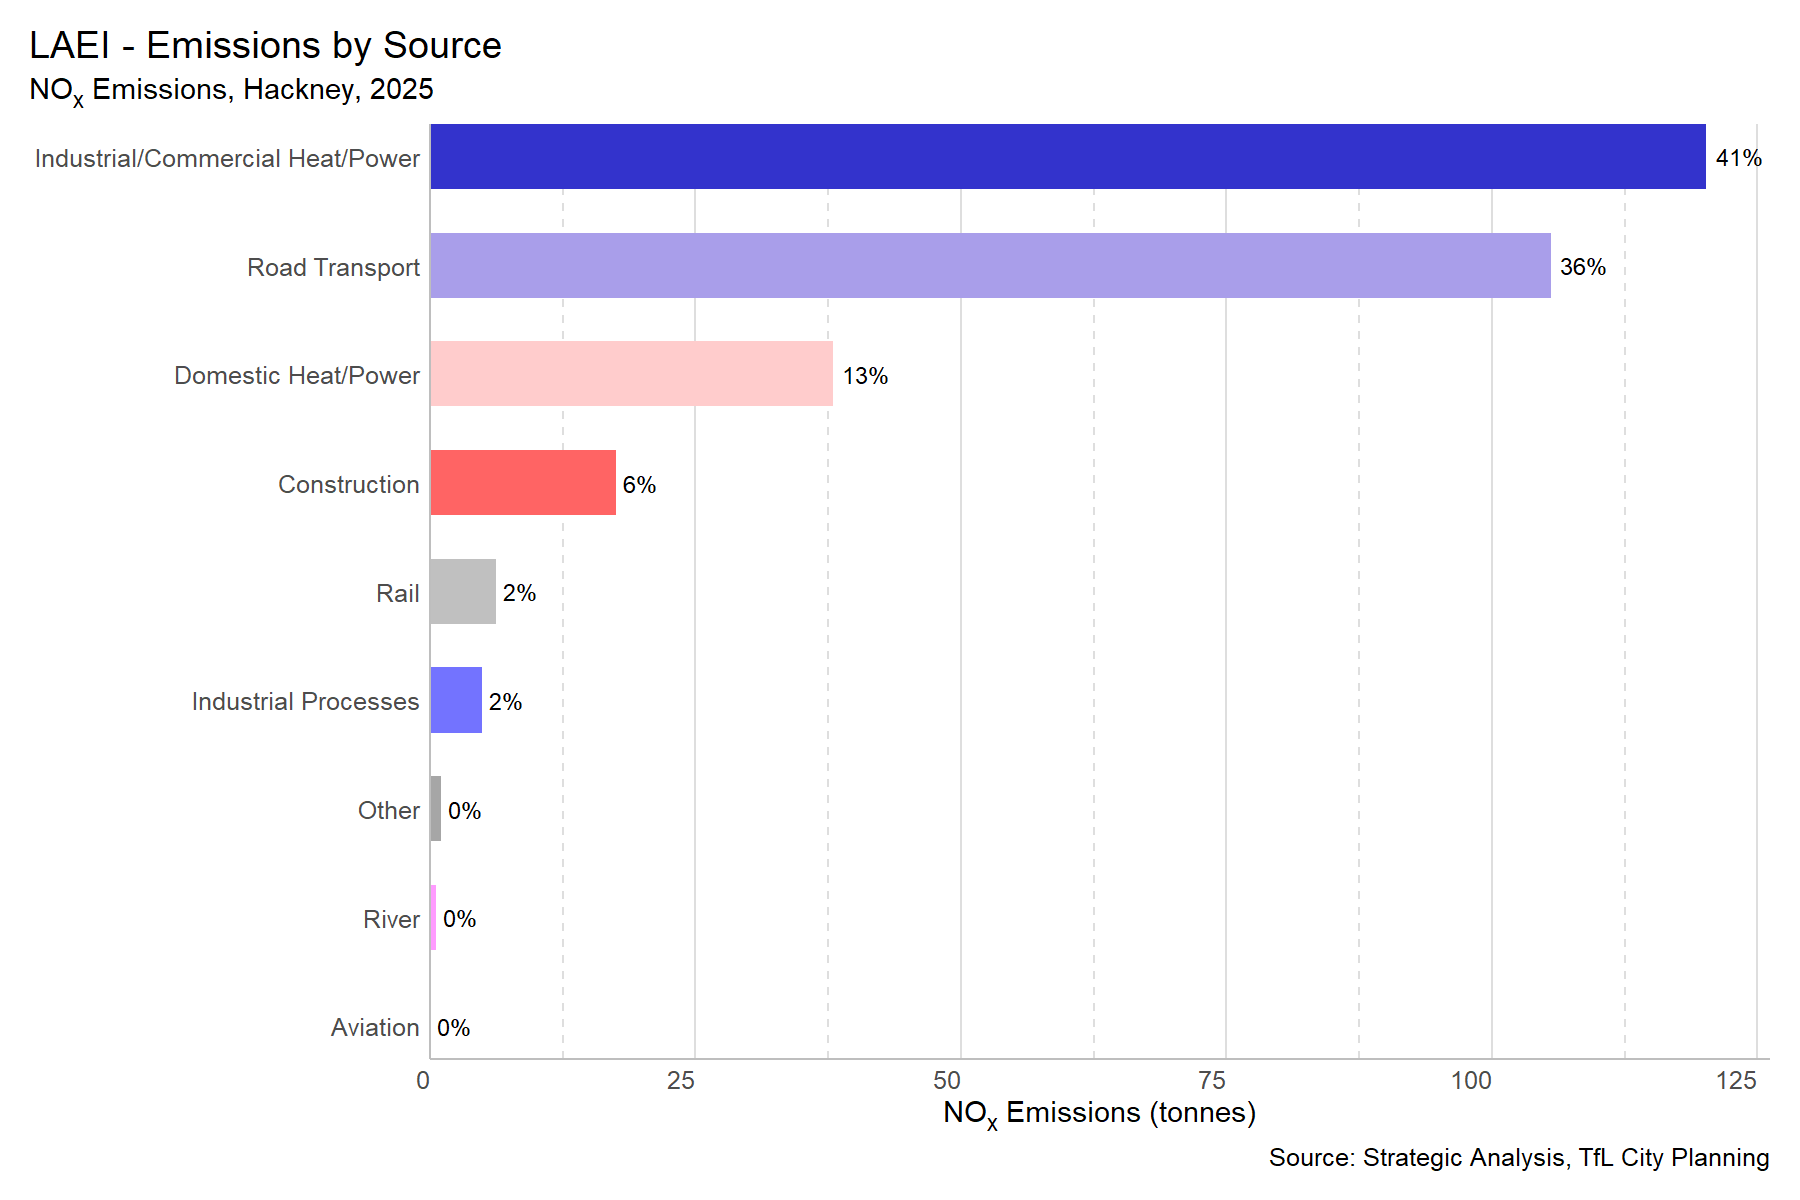 LAEI - Emissions by Source
NOx Emissions, Hackney, 2025
Industrial/Commercial Heat/Power 41%
Road Transport 36%
Domestic Heat/Power 13%
Construction 6%
Rail 2%
Industrial Processes 2%
Other 0%
River 0%
Aviation 0%
0 25 50 75 100 125
NOx Emissions (tonnes)
Source: Strategic Analysis, TfL City Planning